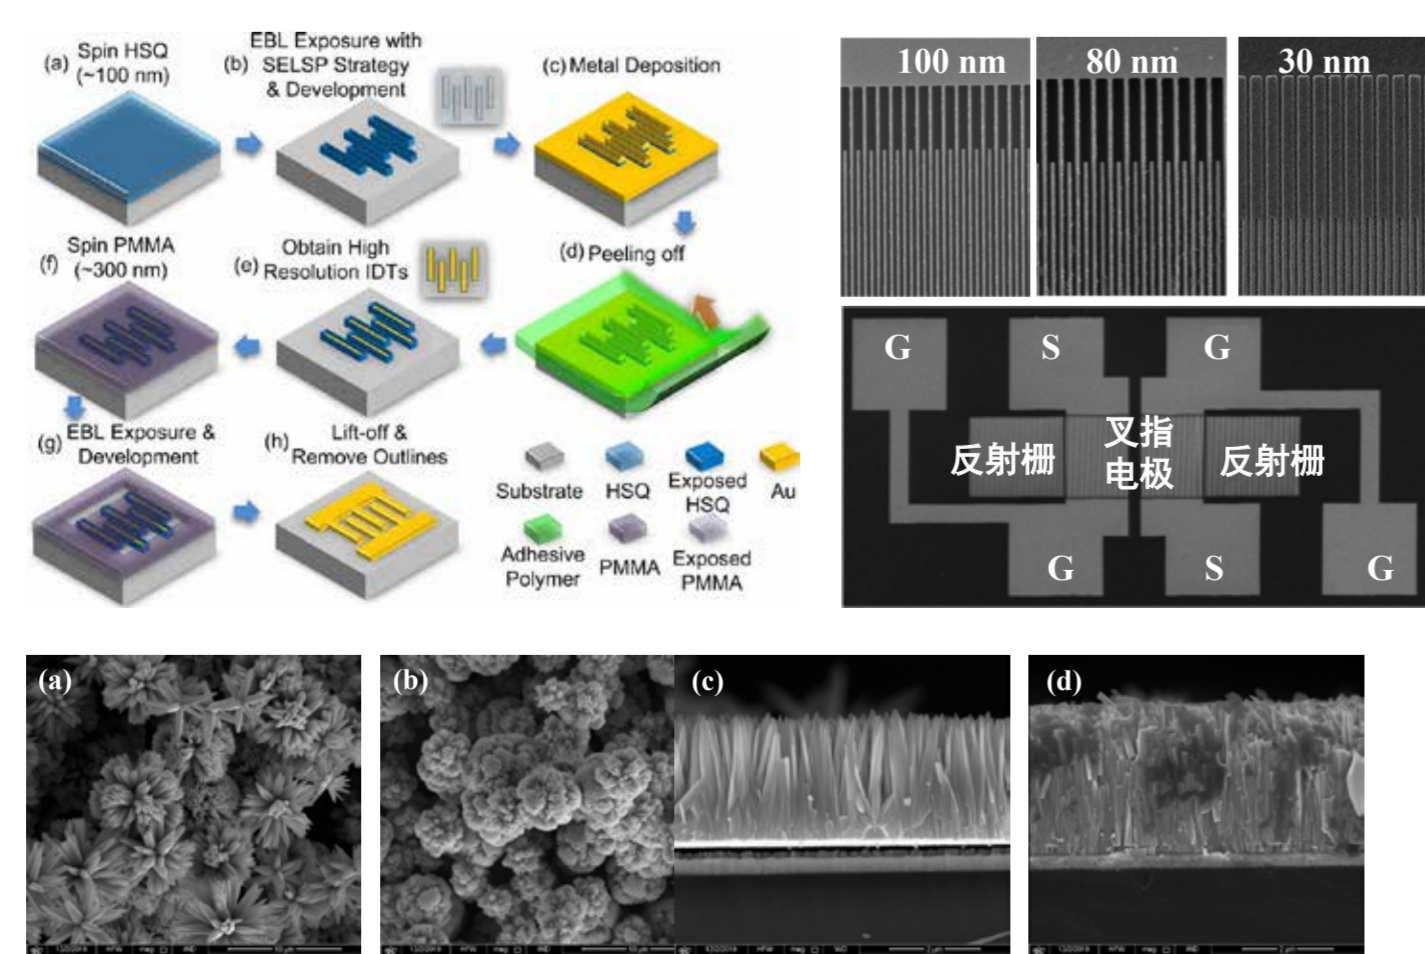 (a) Spin HSQ
(~100 nm)
(b) EBL Exposure with
SELSP Strategy
& Development
(c) Metal Deposition
(f) Spin PMMA
(~300 nm)
(e) Obtain High
Resolution IDTs
(d) Peeling off
(g) EBL Exposure &
Development
(h) Lift-off &
Remove Outlines
Substrate
HSQ
Exposed
HSQ
Au
Adhesive
Polymer
PMMA
Exposed
PMMA
100 nm
80 nm
30 nm
G
S
G
反射栅
叉指
电极
反射栅
G
S
G
(a)
(b)
(c)
(d)